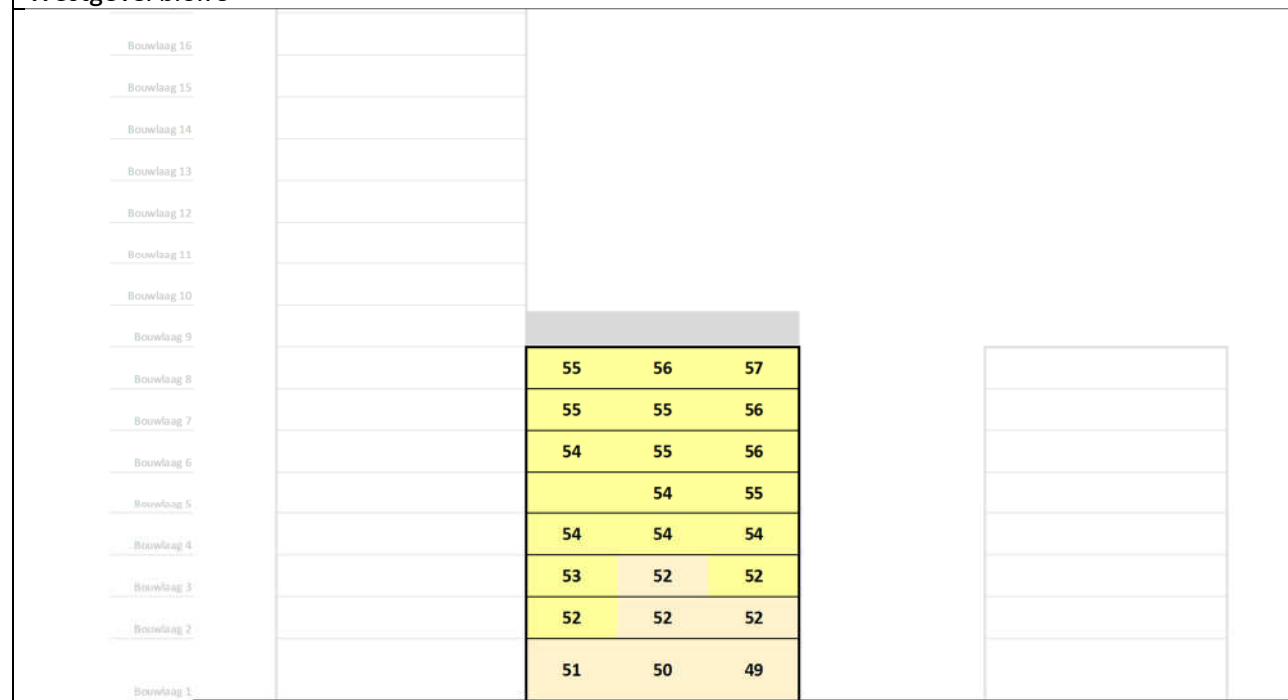 Bouwlaag 16
Bouwlaag 15
Bouwlaag 14
Bouwlaag 13
Bouwlaag 12
Bouwlaag 11
Bouwlaag 10
Bouwlaag 9
Bouwlaag 8 55 56 57
Bouwlaag 7 55 55 56
Bouwlaag 6 54 55 56
Bouwlaag 5 54 55
Bouwlaag 4 54 54 54
Bouwlaag 3 53 52 52
Bouwlaag 2 52 52 52
Bouwlaag 1 51 50 49